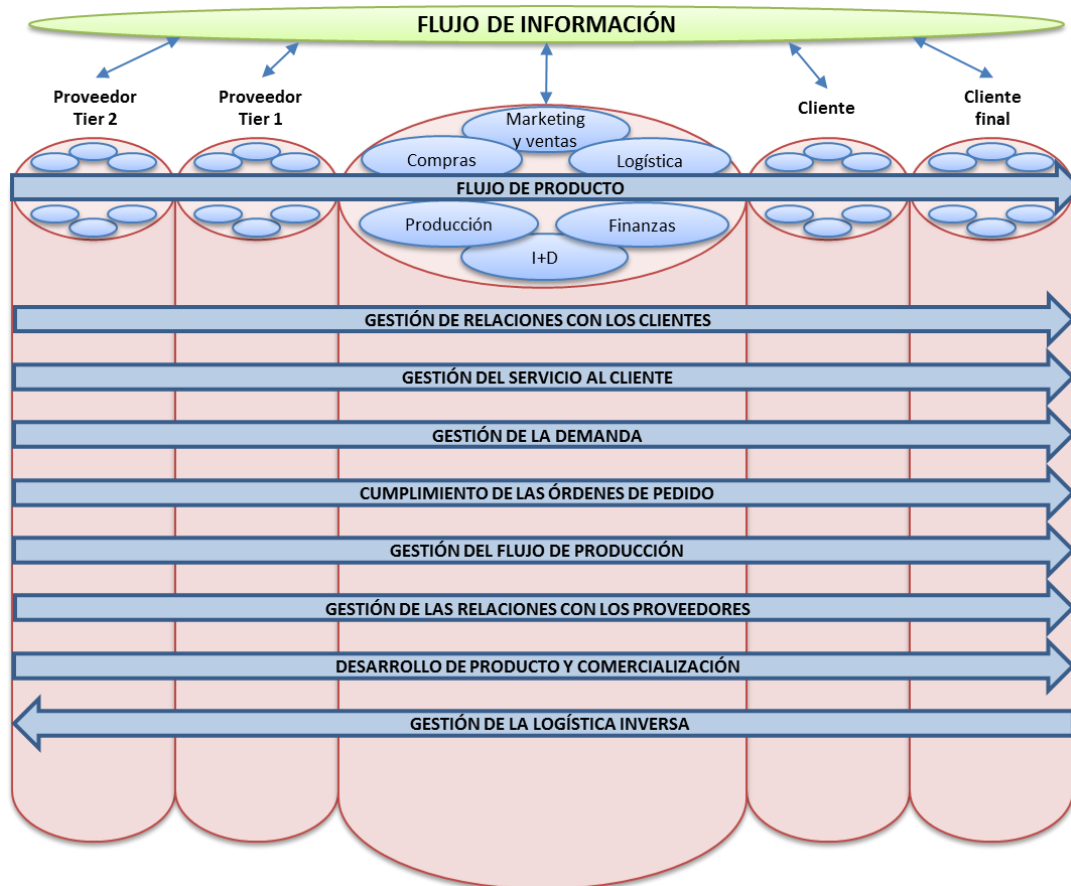 FLUJO DE INFORMACIÓN
Proveedor
Tier 2
Proveedor
Tier 1
Cliente
Cliente
final
Marketing
y ventas
Compras
Logística
FLUJO DE PRODUCTO
Producción
Finanzas
I+D
GESTIÓN DE RELACIONES CON LOS CLIENTES
GESTIÓN DEL SERVICIO AL CLIENTE
GESTIÓN DE LA DEMANDA
CUMPLIMIENTO DE LAS ÓRDENES DE PEDIDO
GESTIÓN DEL FLUJO DE PRODUCCIÓN
GESTIÓN DE LAS RELACIONES CON LOS PROVEEDORES
DESARROLLO DE PRODUCTO Y COMERCIALIZACIÓN
GESTIÓN DE LA LOGÍSTICA INVERSA